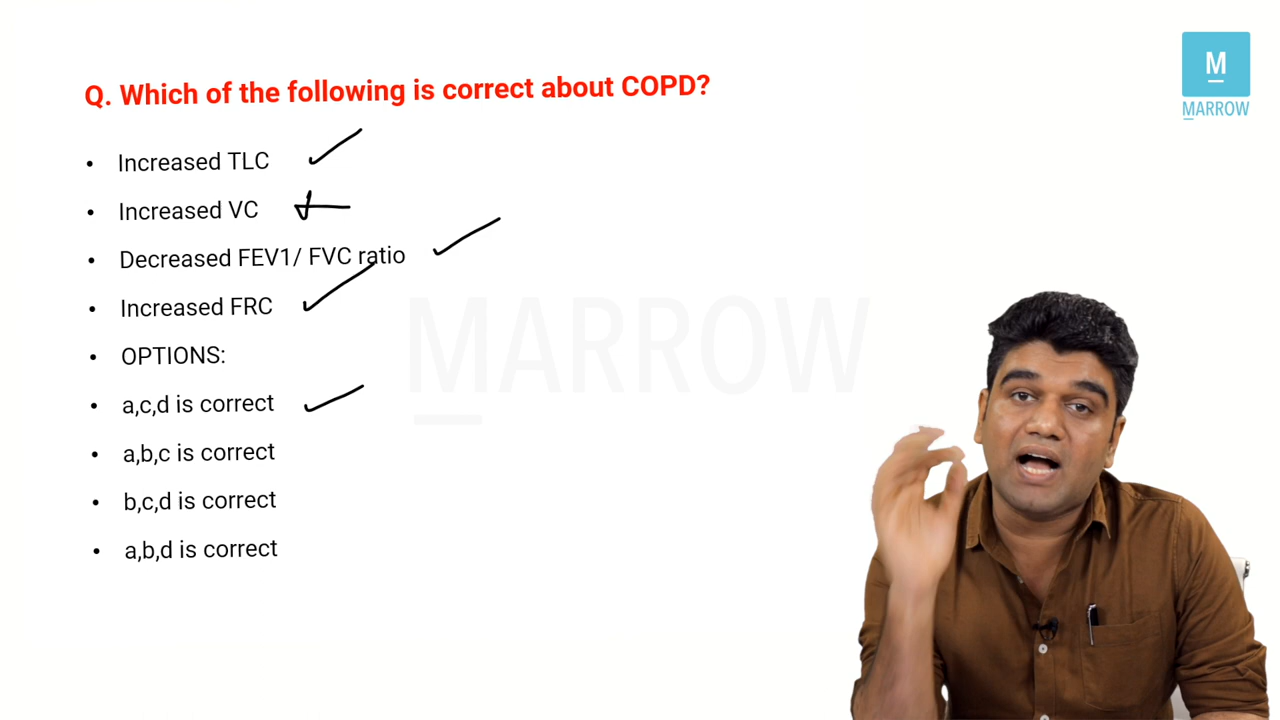 Q. Which of the following is correct about COPD?
M
MARROW
• Increased TLC
• Increased VC
• Decreased FEV1/ FVC ratio
• Increased FRC
MARROW
• OPTIONS:
• a,c,d is correct
• a,b,c is correct
• b,c,d is correct
• a,b,d is correct